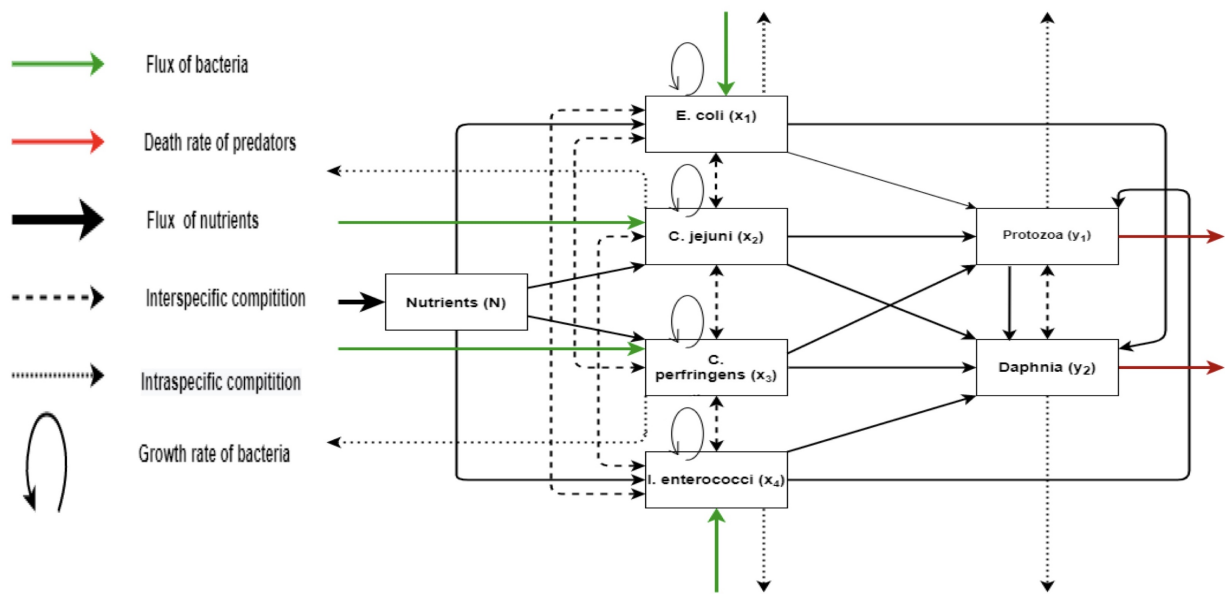 Flux of bacteria
Death rate of predators
Flux of nutrients
Interspecific compitition
Intraspecific compitition
Growth rate of bacteria
Nutrients (N)
E. coli (x1)
C. jejuni (x2)
C.
perfringens (x3)
I. enterococci (x4)
Protozoa (y1)
Daphnia (y2)